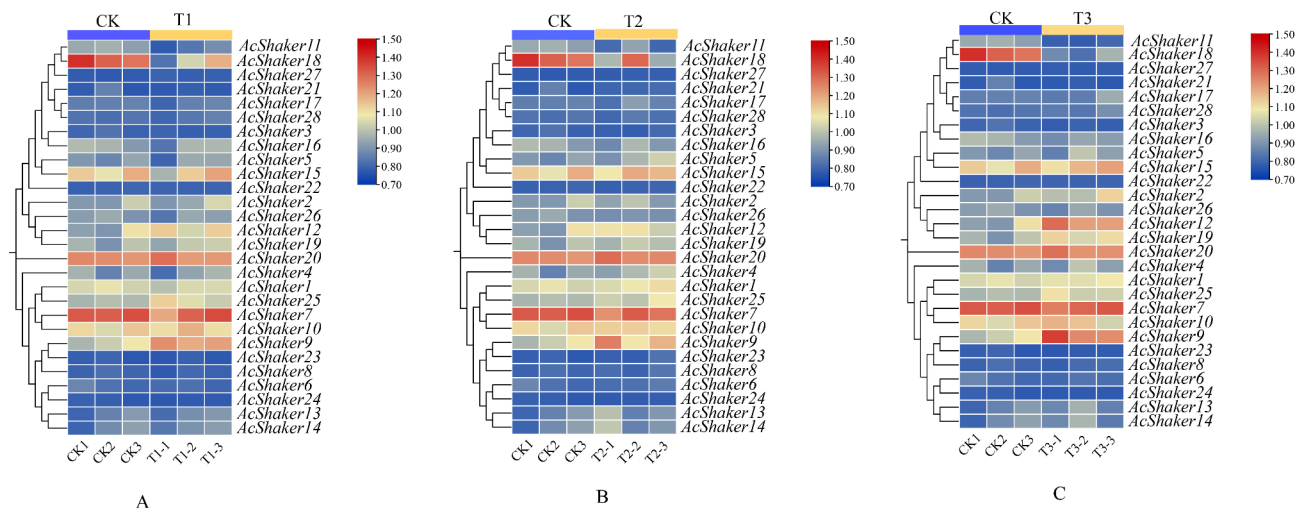 CK T1
AcShaker11
AcShaker18
AcShaker27
AcShaker21
AcShaker17
AcShaker28
AcShaker3
AcShaker16
AcShaker5
AcShaker15
AcShaker22
AcShaker2
AcShaker26
AcShaker12
AcShaker19
AcShaker20
AcShaker4
AcShaker1
AcShaker25
AcShaker7
AcShaker10
AcShaker9
AcShaker23
AcShaker8
AcShaker6
AcShaker24
AcShaker13
AcShaker14
CK1 CK2 CK3 T1-1 T1-2 T1-3
1.50
1.40
1.30
1.20
1.10
1.00
0.90
0.80
0.70
A
CK T2
AcShaker11
AcShaker18
AcShaker27
AcShaker21
AcShaker17
AcShaker28
AcShaker3
AcShaker16
AcShaker5
AcShaker15
AcShaker22
AcShaker2
AcShaker26
AcShaker12
AcShaker19
AcShaker20
AcShaker4
AcShaker1
AcShaker25
AcShaker7
AcShaker10
AcShaker9
AcShaker23
AcShaker8
AcShaker6
AcShaker24
AcShaker13
AcShaker14
CK1 CK2 CK3 T2-1 T2-2 T2-3
1.50
1.40
1.30
1.20
1.10
1.00
0.90
0.80
0.70
B
CK T3
AcShaker11
AcShaker18
AcShaker27
AcShaker21
AcShaker17
AcShaker28
AcShaker3
AcShaker16
AcShaker5
AcShaker15
AcShaker22
AcShaker2
AcShaker26
AcShaker12
AcShaker19
AcShaker20
AcShaker4
AcShaker1
AcShaker25
AcShaker7
AcShaker10
AcShaker9
AcShaker23
AcShaker8
AcShaker6
AcShaker24
AcShaker13
AcShaker14
CK1 CK2 CK3 T3-1 T3-2 T3-3
1.50
1.40
1.30
1.20
1.10
1.00
0.90
0.80
0.70
C